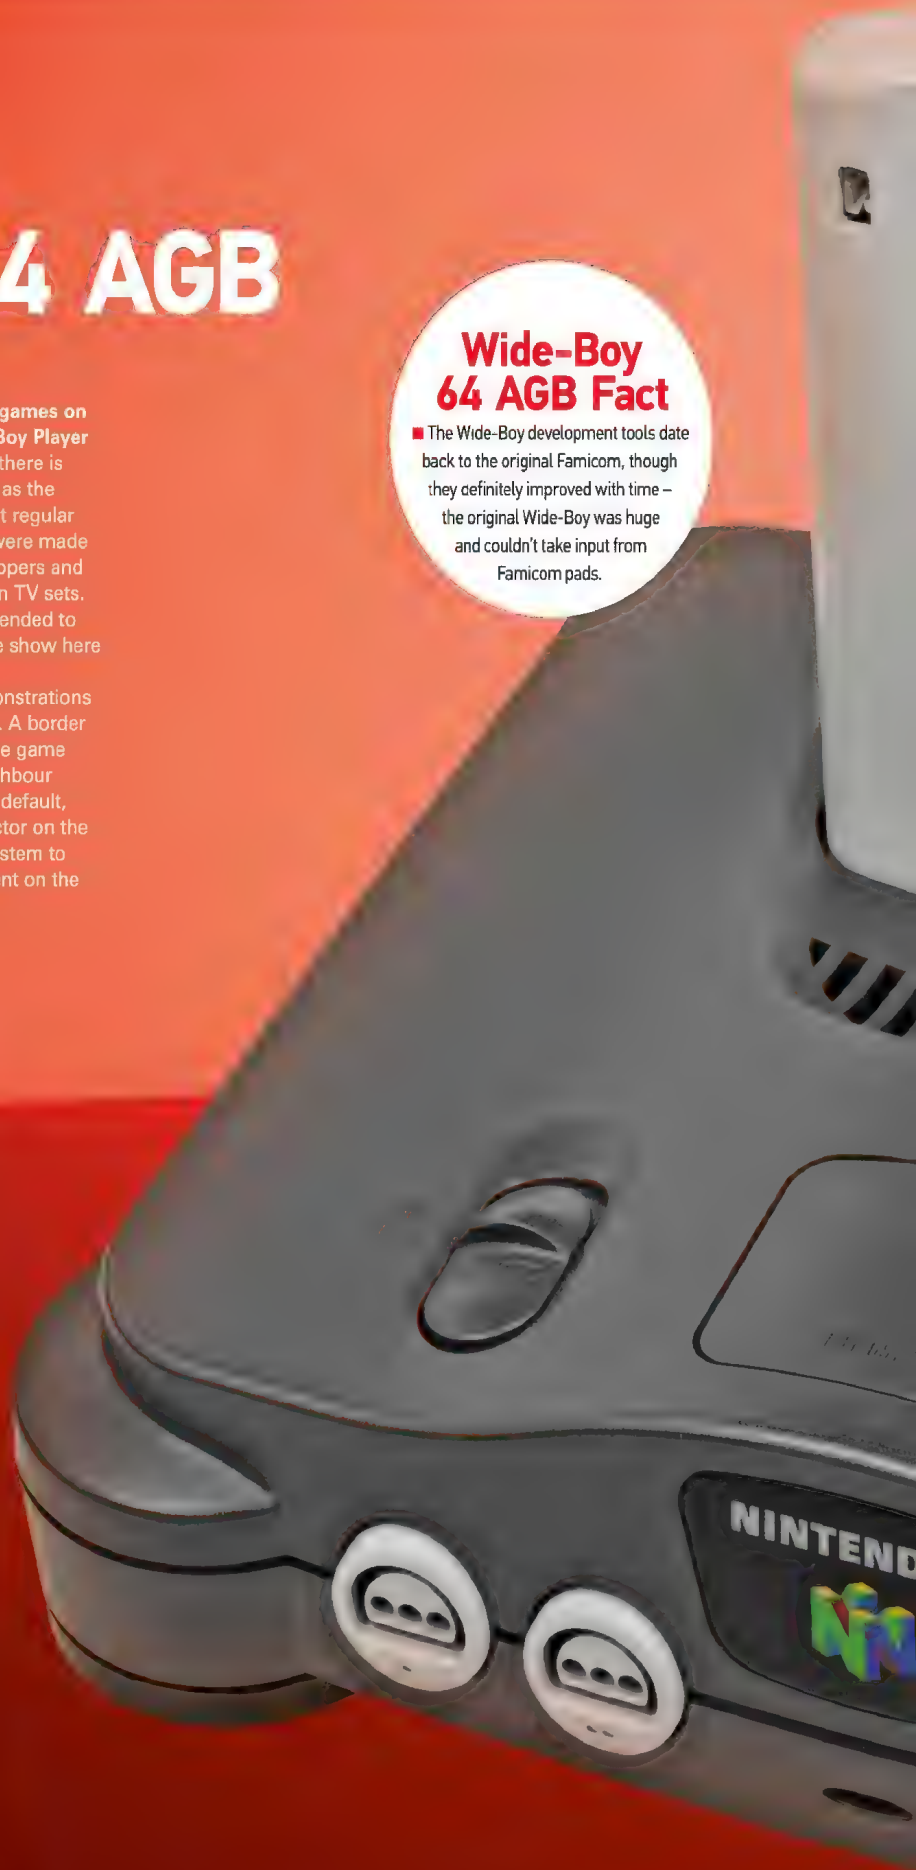 4 AGB
games on
Boy Player
there is
as the
t regular
were made
opers and
n TV sets.
ended to
e show here
onstrations
. A border
e game
hbour
default,
ctor on the
stem to
nt on the
Wide-Boy
64 AGB Fact
■ The Wide-Boy development tools date
back to the original Famicom, though
they definitely improved with time –
the original Wide-Boy was huge
and couldn't take input from
Famicom pads.
NINTEND